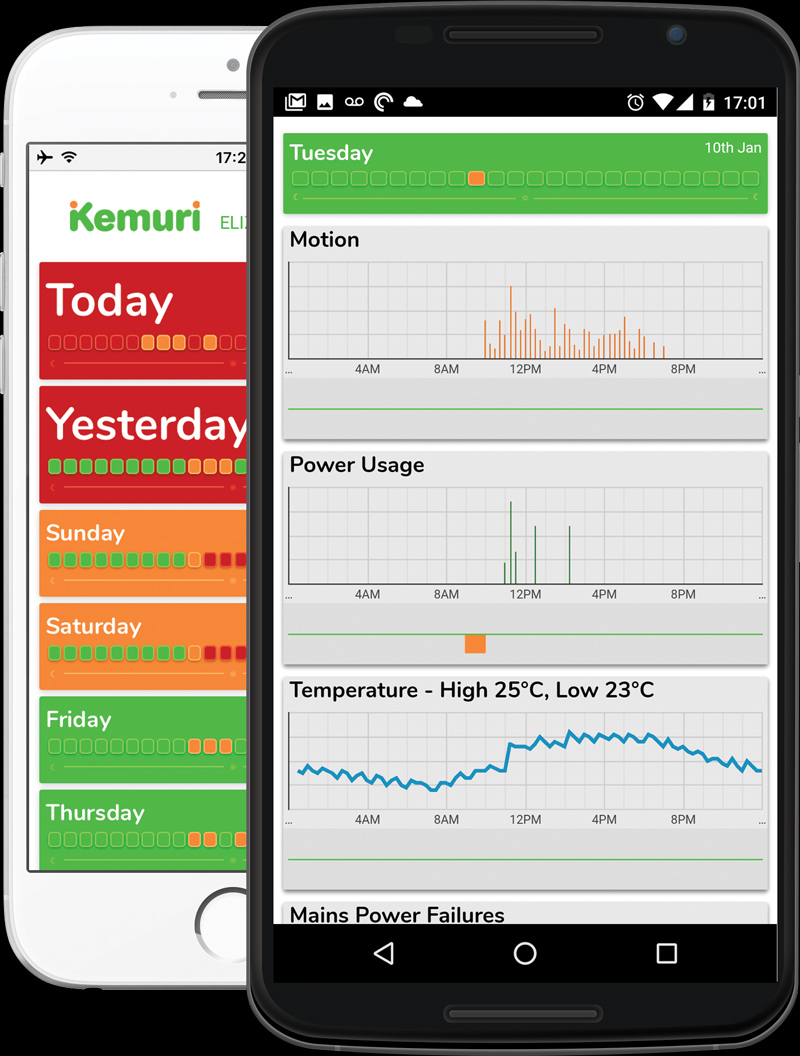 17:2
Kemuri
Today
Yesterday
Sunday
Saturday
Friday
Thursday
17:01
Tuesday
10th Jan
Motion
... 4AM 8AM 12PM 4PM 8PM ...
Power Usage
... 4AM 8AM 12PM 4PM 8PM ...
Temperature - High 25°C, Low 23°C
... 4AM 8AM 12PM 4PM 8PM ...
Mains Power Failures